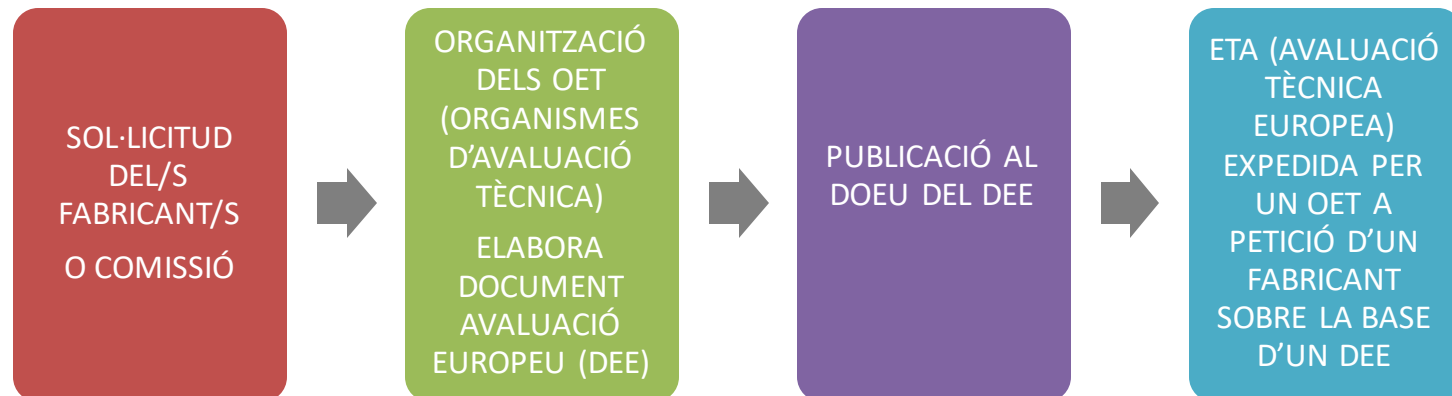 SOL·LICITUD
DEL/S
FABRICANT/S
O COMISSIÓ
ORGANITZACIÓ
DELS OET
(ORGANISMES
D’AVALUACIÓ
TÈCNICA)
ELABORA
DOCUMENT
AVALUACIÓ
EUROPEU (DEE)
PUBLICACIÓ AL
DOEU DEL DEE
ETA (AVALUACIÓ
TÈCNICA
EUROPEA)
EXPEDIDA PER
UN OET A
PETICIÓ D’UN
FABRICANT
SOBRE LA BASE
D’UN DEE